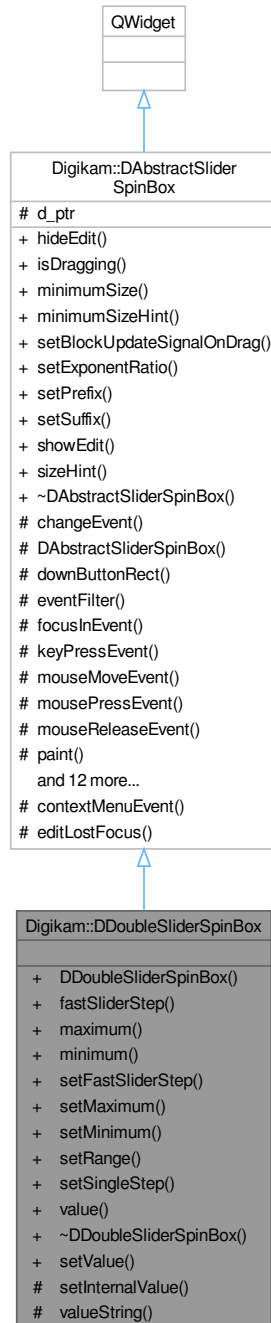 QWidget
Digikam::DAbstractSlider
SpinBox
# d_ptr
+ hideEdit()
+ isDragging()
+ minimumSize()
+ minimumSizeHint()
+ setBlockUpdateSignalOnDrag()
+ setExponentRatio()
+ setPrefix()
+ setSuffix()
+ showEdit()
+ sizeHint()
+ ~DAbstractSliderSpinBox()
# changeEvent()
# DAbstractSliderSpinBox()
# downButtonRect()
# eventFilter()
# focusInEvent()
# keyPressEvent()
# mouseMoveEvent()
# mousePressEvent()
# mouseReleaseEvent()
# paint()
and 12 more...
# contextMenuEvent()
# editLostFocus()
Digikam::DDoubleSliderSpinBox
+ DDoubleSliderSpinBox()
+ fastSliderStep()
+ maximum()
+ minimum()
+ setFastSliderStep()
+ setMaximum()
+ setMinimum()
+ setRange()
+ setSingleStep()
+ value()
+ ~DDoubleSliderSpinBox()
+ setValue()
# setInternalValue()
# valueString()